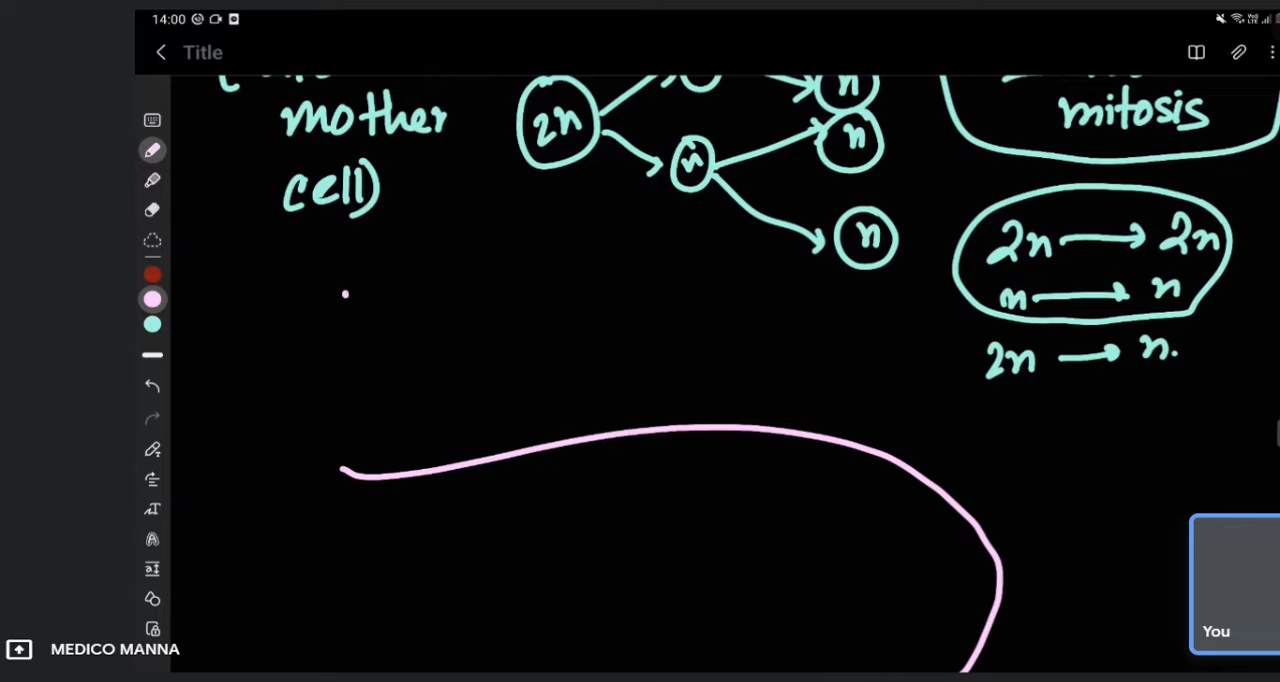 14:00
Title
mother
cell)
2n
n
n
n
n
mitosis
2n → 2n
n → n
2n → n.
You
MEDICO MANNA